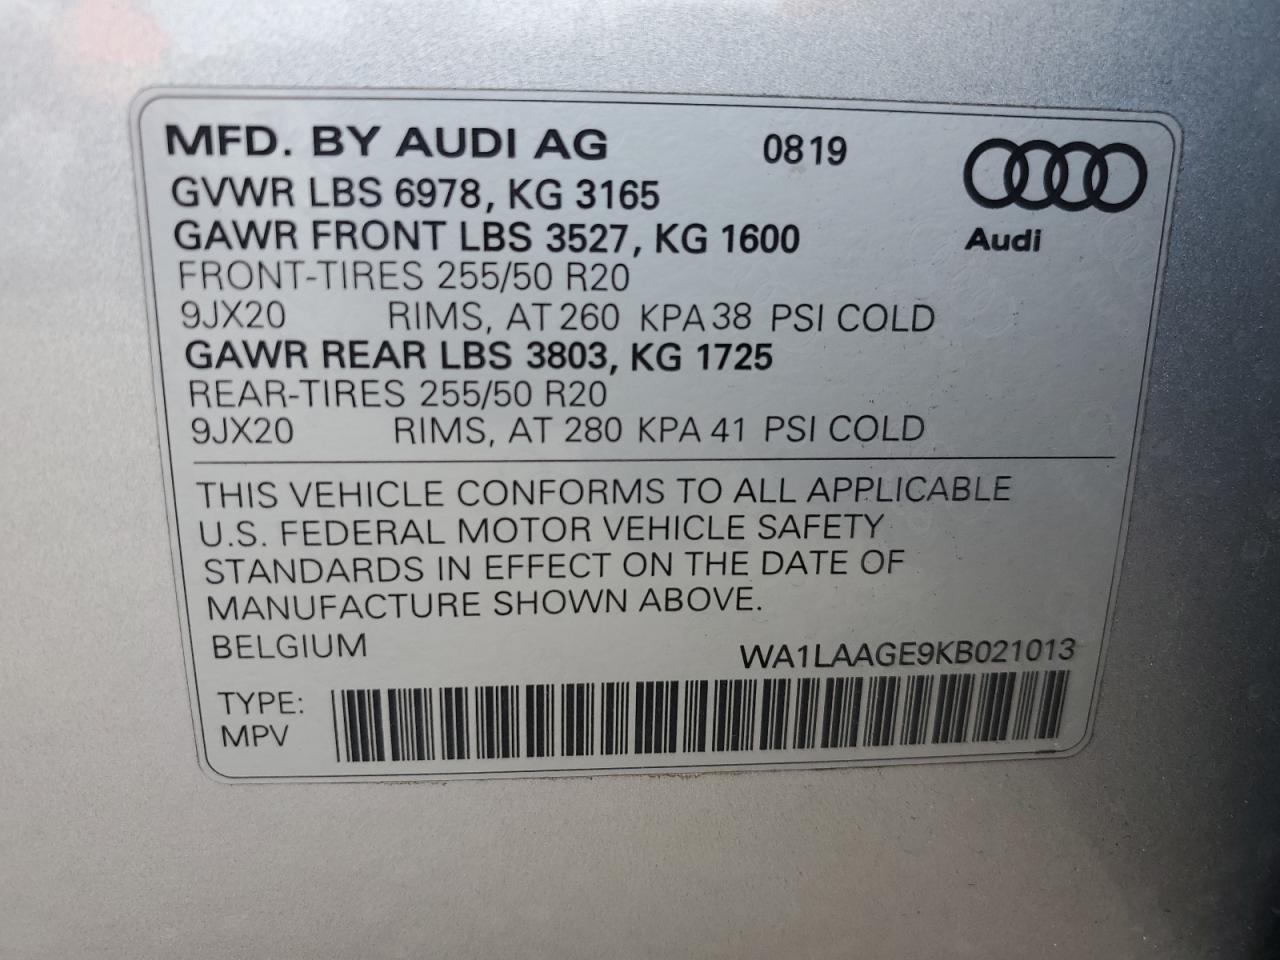 MFD. BY AUDI AG 0819
GVWR LBS 6978, KG 3165
GAWR FRONT LBS 3527, KG 1600
Audi
FRONT-TIRES 255/50 R20
9JX20 RIMS, AT 260 KPA 38 PSI COLD
GAWR REAR LBS 3803, KG 1725
REAR-TIRES 255/50 R20
9JX20 RIMS, AT 280 KPA 41 PSI COLD
THIS VEHICLE CONFORMS TO ALL APPLICABLE
U.S. FEDERAL MOTOR VEHICLE SAFETY
STANDARDS IN EFFECT ON THE DATE OF
MANUFACTURE SHOWN ABOVE.
BELGIUM WA1LAAGE9KB021013
TYPE:
MPV